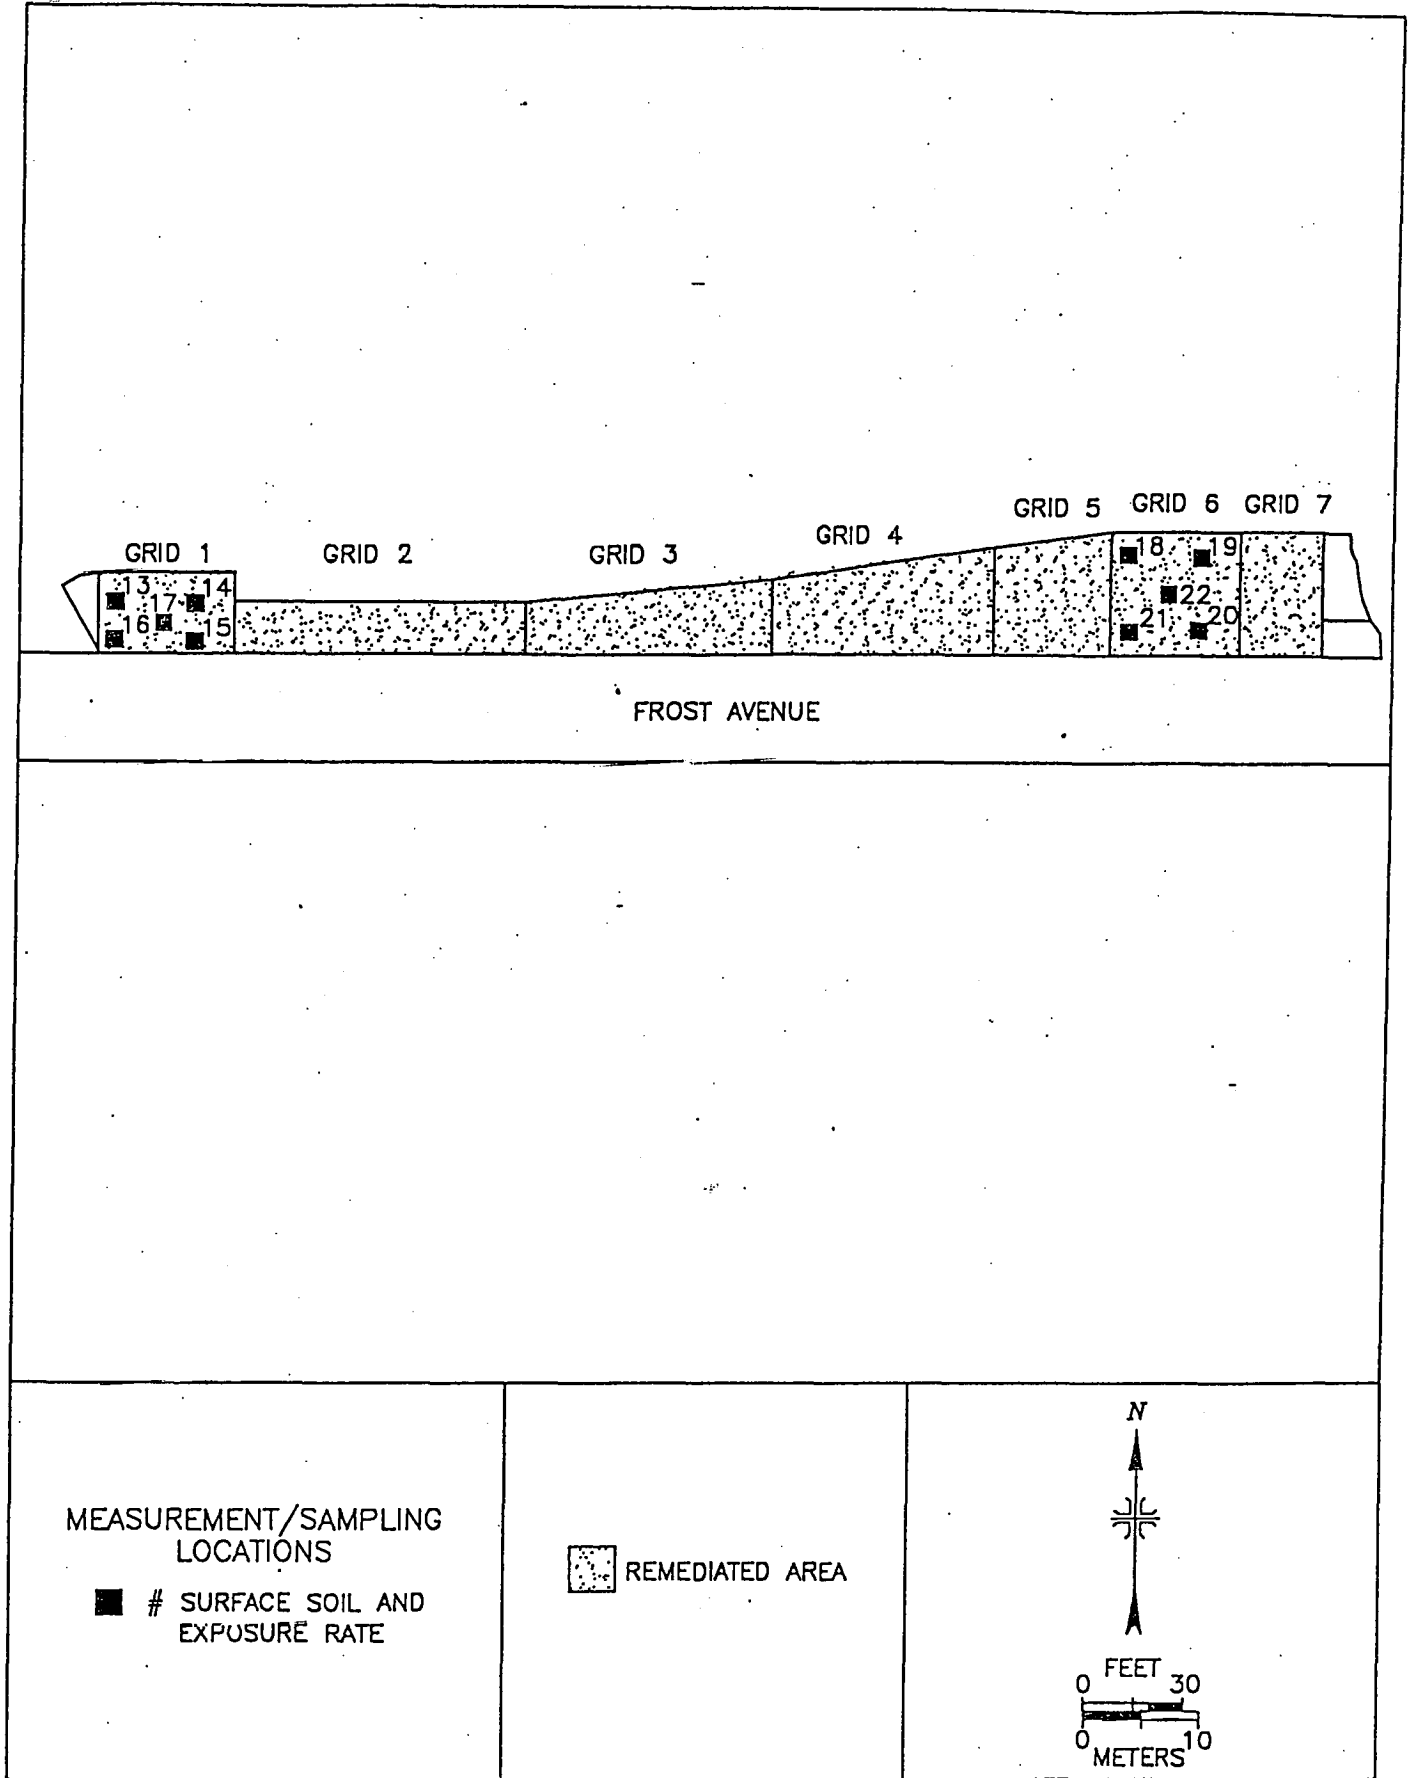 GRID 5 GRID 6 GRID 7
GRID 1 GRID 2 GRID 3 GRID 4
13 14
17
16 15
18 19
22
21 20
FROST AVENUE
MEASUREMENT/SAMPLING
LOCATIONS
# SURFACE SOIL AND
EXPOSURE RATE
REMEDIATED AREA
N
FEET
0 30
0 10
METERS